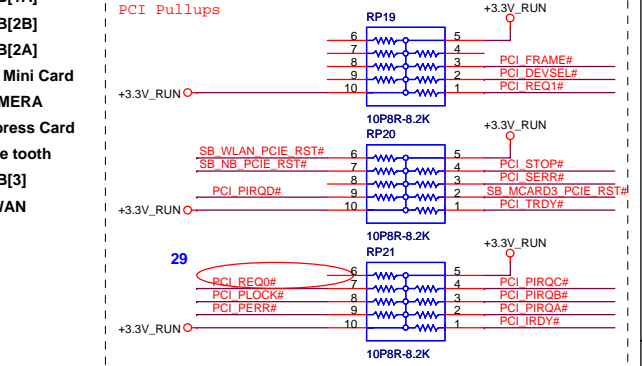 B[1A]
B[2B]
B[2A]
Mini Card
MERA
press Card
e tooth
B[3]
VAN
PCI Pullups
RP19
+3.3V_RUN
6 5
7 4
8 3 PCI_FRAME#
9 2 PCI_DEVSEL#
+3.3V_RUN 10 1 PCI_REQ1#
10P8R-8.2K
RP20
+3.3V_RUN
SB_WLAN_PCIE_RST# 6 5
SB_NB_PCIE_RST# 7 4 PCI_STOP#
8 3 PCI_SERR#
PCI_PIRQD# 9 2 SB_MCARD3_PCIE_RST#
+3.3V_RUN 10 1 PCI_TRDY#
10P8R-8.2K
RP21
+3.3V_RUN
29
6 5
PCI_REQ0# 7 4 PCI_PIRQC#
PCI_PLOCK# 8 3 PCI_PIRQB#
PCI_PERR# 9 2 PCI_PIRQA#
+3.3V_RUN 10 1 PCI_IRDY#
10P8R-8.2K